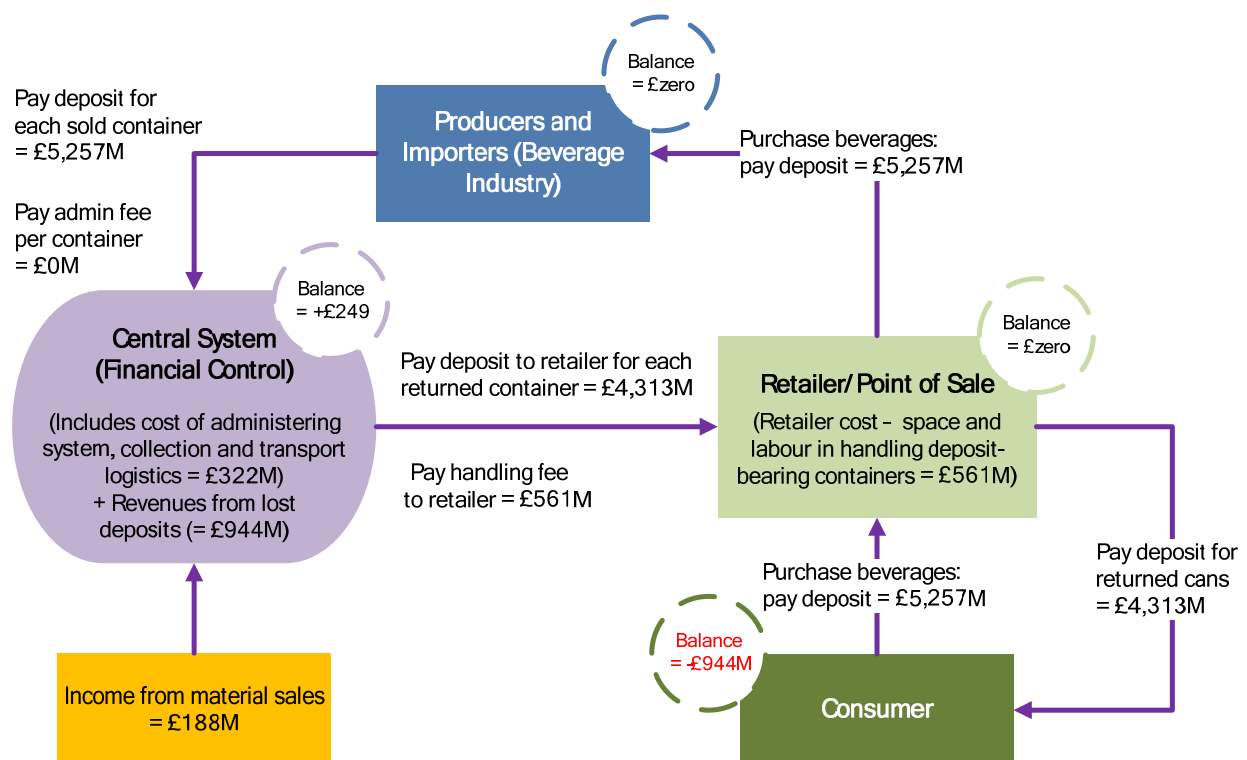 Balance
= £zero
Producers and
Importers (Beverage
Industry)
Pay deposit for
each sold container
= £5,257M
Pay admin fee
per container
= £0M
Purchase beverages:
pay deposit = £5,257M
Balance
= +£249
Central System
(Financial Control)
(Includes cost of administering
system, collection and transport
logistics = £322M)
+ Revenues from lost
deposits (= £944M)
Pay deposit to retailer for each
returned container = £4,313M
Pay handling fee
to retailer = £561M
Balance
= £zero
Retailer/ Point of Sale
(Retailer cost – space and
labour in handling deposit-
bearing containers = £561M)
Purchase beverages:
pay deposit = £5,257M
Pay deposit for
returned cans
= £4,313M
Balance
= -£944M
Consumer
Income from material sales
= £188M